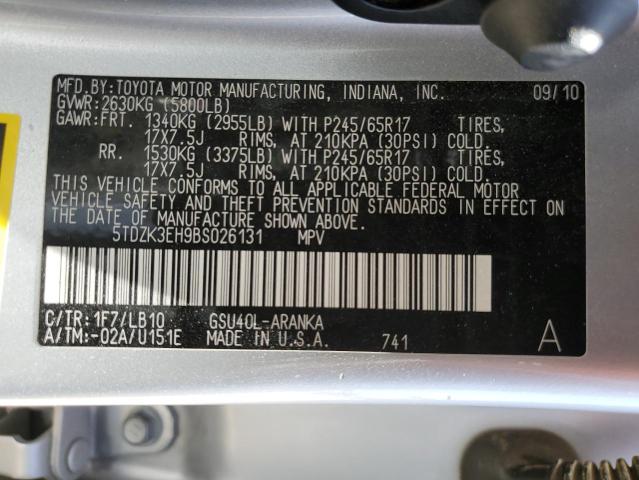 MFD.BY:TOYOTA MOTOR MANUFACTURING, INDIANA, INC. 09/10
GVWR:2630KG (5800LB)
GAWR:FRT. 1340KG (2955LB) WITH P245/65R17 TIRES,
17X7.5J RIMS, AT 210KPA (30PSI) COLD.
RR. 1530KG (3375LB) WITH P245/65R17 TIRES,
17X7.5J RIMS, AT 210KPA (30PSI) COLD.
THIS VEHICLE CONFORMS TO ALL APPLICABLE FEDERAL MOTOR
VEHICLE SAFETY AND THEFT PREVENTION STANDARDS IN EFFECT ON
THE DATE OF MANUFACTURE SHOWN ABOVE.
5TDZK3EH9BS026131 MPV
C/TR:1F7/LB10 GSU40L-ARANKA
A/TM:-02A/U151E MADE IN U.S.A. 741 A